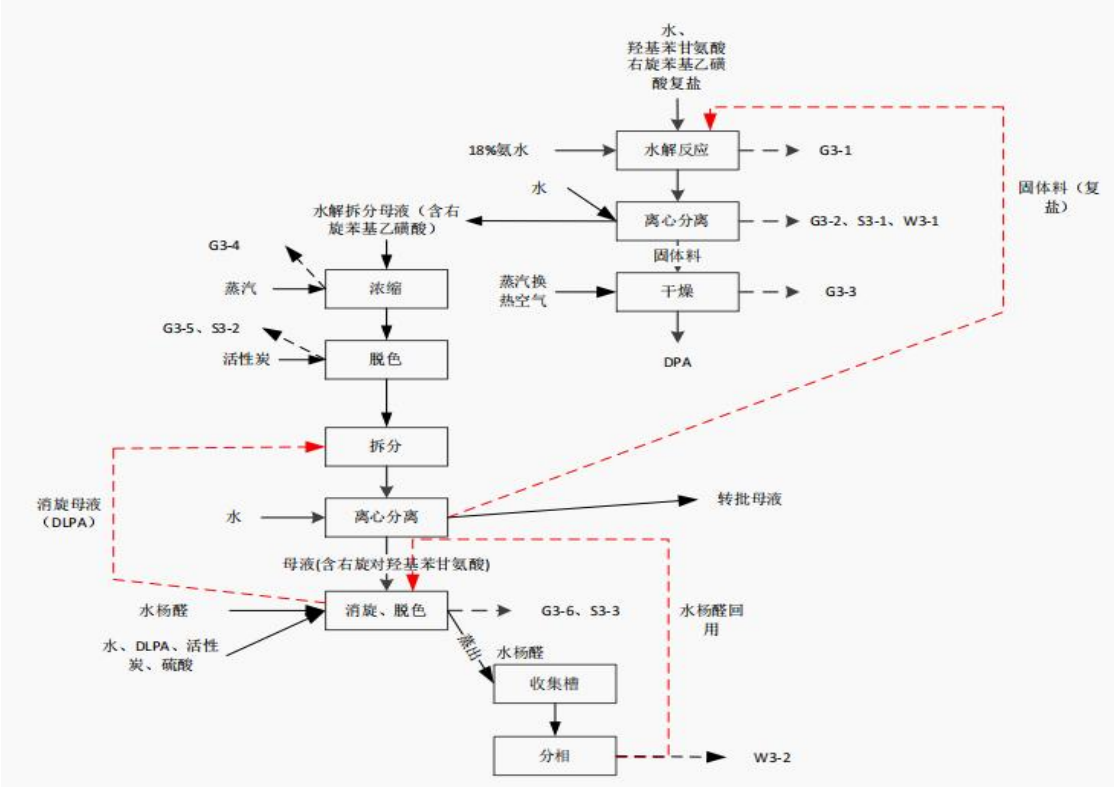 水、
羟基苯甘氨酸
右旋苯基乙磺
酸复盐
18%氨水
水解反应
G3-1
固体料（复
盐）
水
水解拆分母液（含右
旋苯基乙磺酸）
离心分离
G3-2、S3-1、W3-1
固体料
G3-4
蒸汽
浓缩
蒸汽换
热空气
干燥
G3-3
G3-5、S3-2
活性炭
脱色
DPA
拆分
消旋母液
（DLPA）
水
离心分离
转批母液
母液(含右旋对羟基苯甘氨酸)
水杨醛
消旋、脱色
G3-6、S3-3
水杨醛回
用
水、DLPA、活性
炭、硫酸
蒸出
水杨醛
收集槽
分相
W3-2